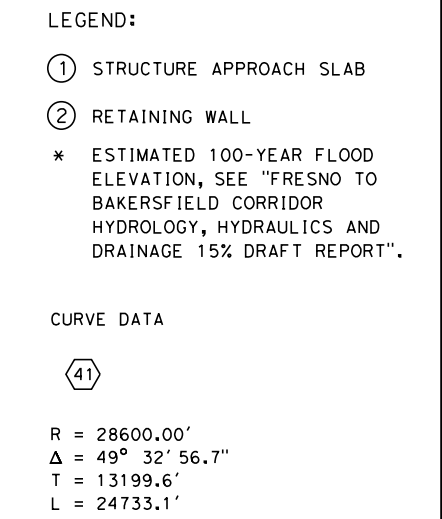 LEGEND:
1 STRUCTURE APPROACH SLAB
2 RETAINING WALL
* ESTIMATED 100-YEAR FLOOD
ELEVATION, SEE "FRESNO TO
BAKERSFIELD CORRIDOR
HYDROLOGY, HYDRAULICS AND
DRAINAGE 15% DRAFT REPORT".
CURVE DATA
41
R = 28600.00'
Δ = 49° 32' 56.7"
T = 13199.6'
L = 24733.1'